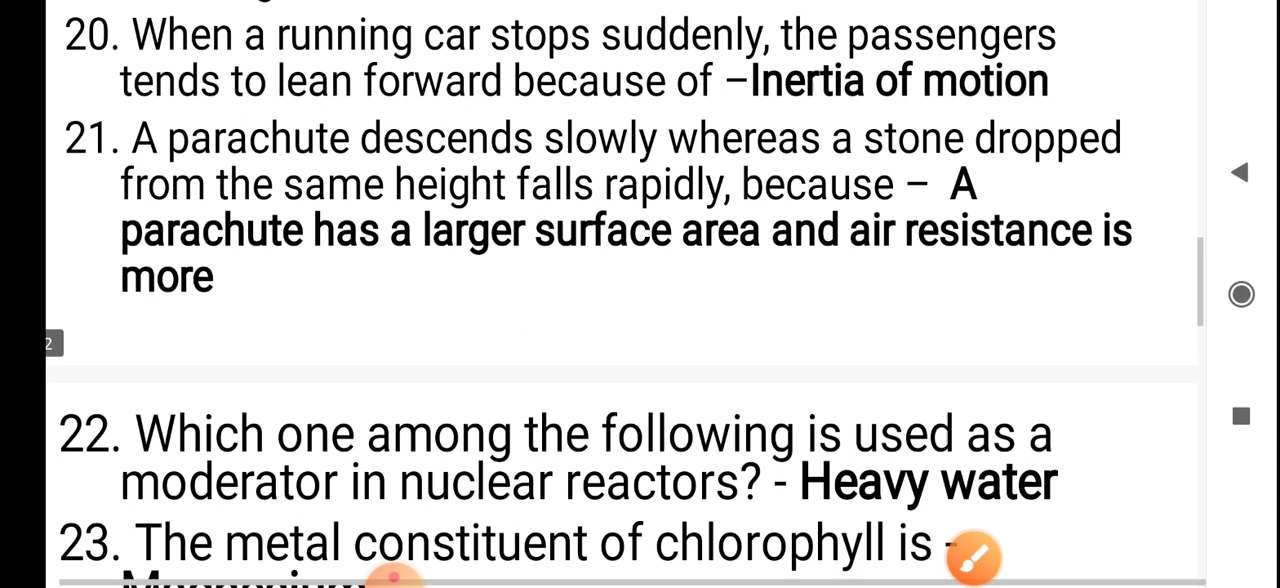 20. When a running car stops suddenly, the passengers
tends to lean forward because of –Inertia of motion
21. A parachute descends slowly whereas a stone dropped
from the same height falls rapidly, because – A
parachute has a larger surface area and air resistance is
more
2
22. Which one among the following is used as a
moderator in nuclear reactors? - Heavy water
23. The metal constituent of chlorophyll is -